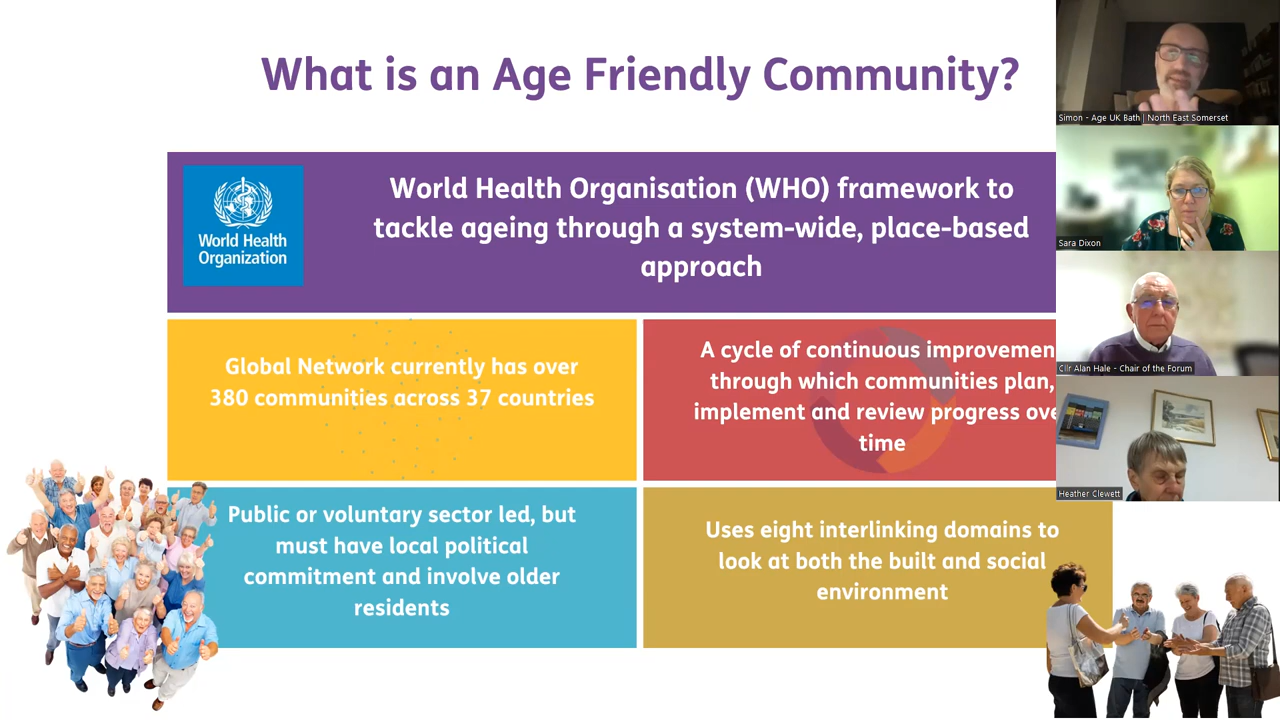 What is an Age Friendly Community?
World Health
Organization
World Health Organisation (WHO) framework to
tackle ageing through a system-wide, place-based
approach
Global Network currently has over
380 communities across 37 countries
A cycle of continuous improvemen
through which communities plan,
implement and review progress ove
time
Public or voluntary sector led, but
must have local political
commitment and involve older
residents
Uses eight interlinking domains to
look at both the built and social
environment
Simon - Age UK Bath | North East Somerset
Sara Dixon
Cllr Alan Hale - Chair of the Forum
Heather Clewett